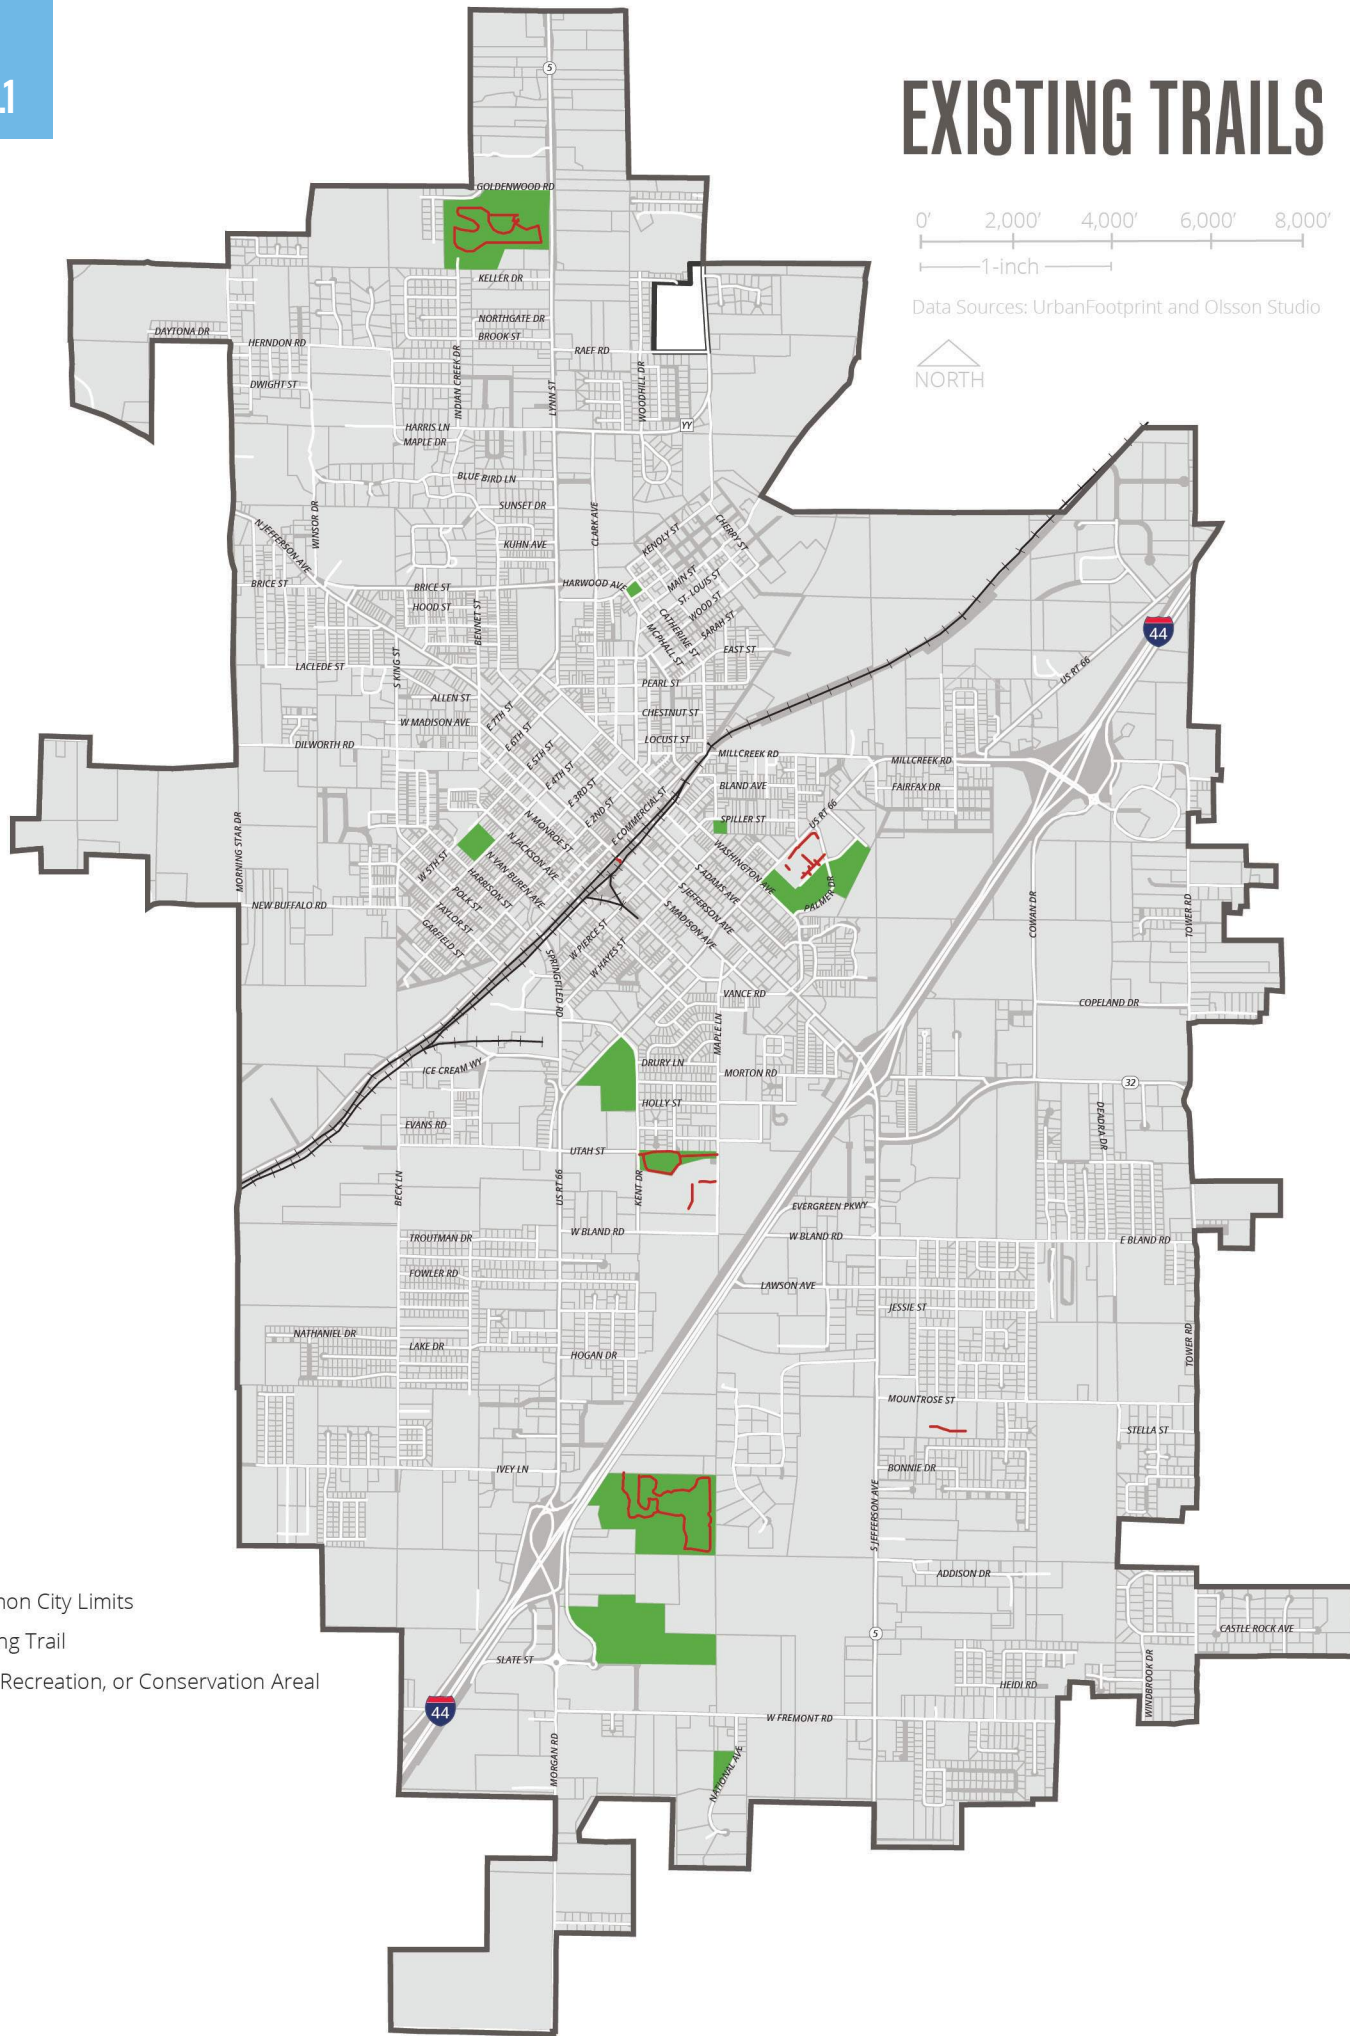 .1
EXISTING TRAILS
0' 2,000' 4,000' 6,000' 8,000'
1-inch
Data Sources: UrbanFootprint and Olsson Studio
NORTH
5
GOLDENWOOD RD
KELLER DR
NORTHGATE DR
BROOK ST
DAYTONA DR
HERNDON RD
RAEF RD
DWIGHT ST
INDIAN CREEK DR
LYNN ST
WOODHILL DR
HARRIS LN
YY
MAPLE DR
BLUE BIRD LN
SUNSET DR
CLARK AVE
WINSOR DR
N JEFFERSON AVE
KENOLY ST
CHERRY ST
KUHN AVE
BRICE ST
BRICE ST
HARWOOD AVE
MAIN ST
ST. LOUIS ST
HOOD ST
BENNET ST
WOOD ST
CATHERINE ST
SARAH ST
MCPHALL ST
44
EAST ST
LACLEDE ST
S KING ST
PEARL ST
US RT 66
ALLEN ST
W MADISON AVE
E 7TH ST
CHESTNUT ST
E 6TH ST
LOCUST ST
DILWORTH RD
E 5TH ST
MILLCREEK RD
MILLCREEK RD
E 4TH ST
BLAND AVE
FAIRFAX DR
E 3RD ST
E 2ND ST
E COMMERCIAL ST
US RT 66
SPILLER ST
MORNING STAR DR
N MONROE ST
N JACKSON AVE
WASHINGTON AVE
W 5TH ST
N VAN BUREN AVE
S ADAMS AVE
HARRISON ST
S JEFFERSON AVE
PALMER DR
POLK ST
NEW BUFFALO RD
TAYLOR ST
S MADISON AVE
COWAN DR
TOWER RD
GARFIELD ST
W PIERCE ST
W HAYES ST
SPRINGFILED RD
VANCE RD
COPELAND DR
MAPLE LN
DRURY LN
ICE CREAM WY
MORTON RD
32
HOLLY ST
DEADRA DR
EVANS RD
UTAH ST
BECK LN
US RT 66
KENT DR
EVERGREEN PKWY
W BLAND RD
W BLAND RD
E BLAND RD
TROUTMAN DR
FOWLER RD
LAWSON AVE
JESSIE ST
NATHANIEL DR
LAKE DR
HOGAN DR
TOWER RD
MOUNTROSE ST
STELLA ST
IVEY LN
BONNIE DR
S JEFFERSON AVE
ADDISON DR
non City Limits
5
CASTLE ROCK AVE
ng Trail
SLATE ST
WINDBROOK DR
Recreation, or Conservation Areal
HEIDI RD
44
W FREMONT RD
MORGAN RD
NATIONAL AVE